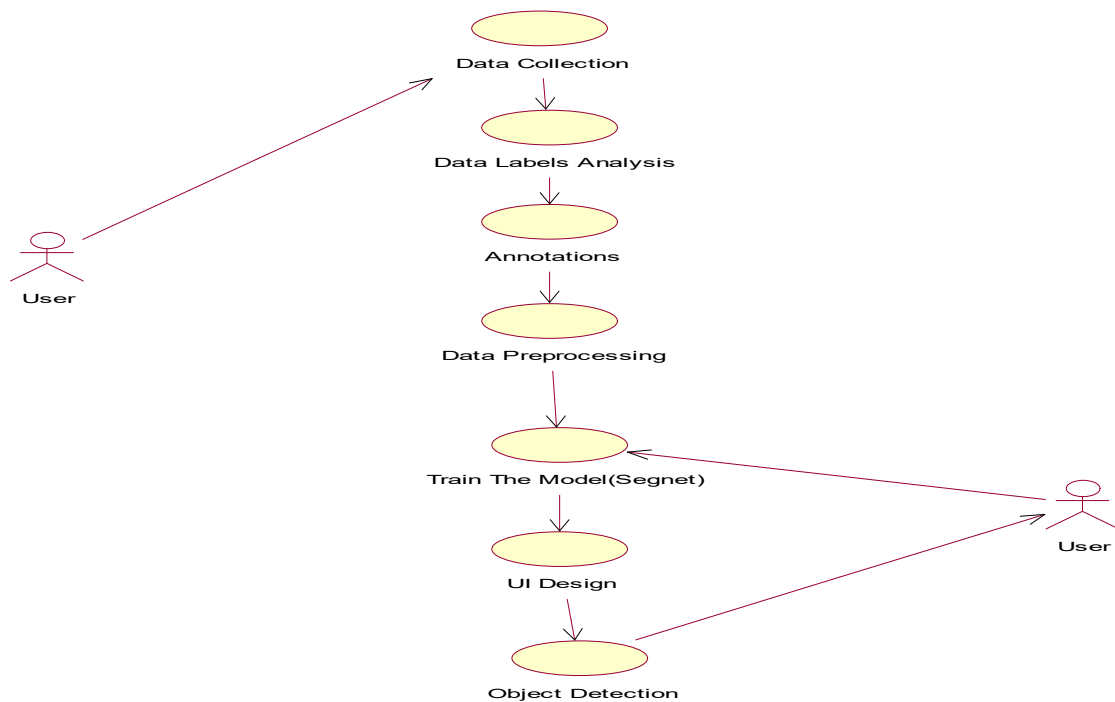 Data Collection
Data Labels Analysis
User
Annotations
Data Preprocessing
Train The Model(Segnet)
User
UI Design
Object Detection